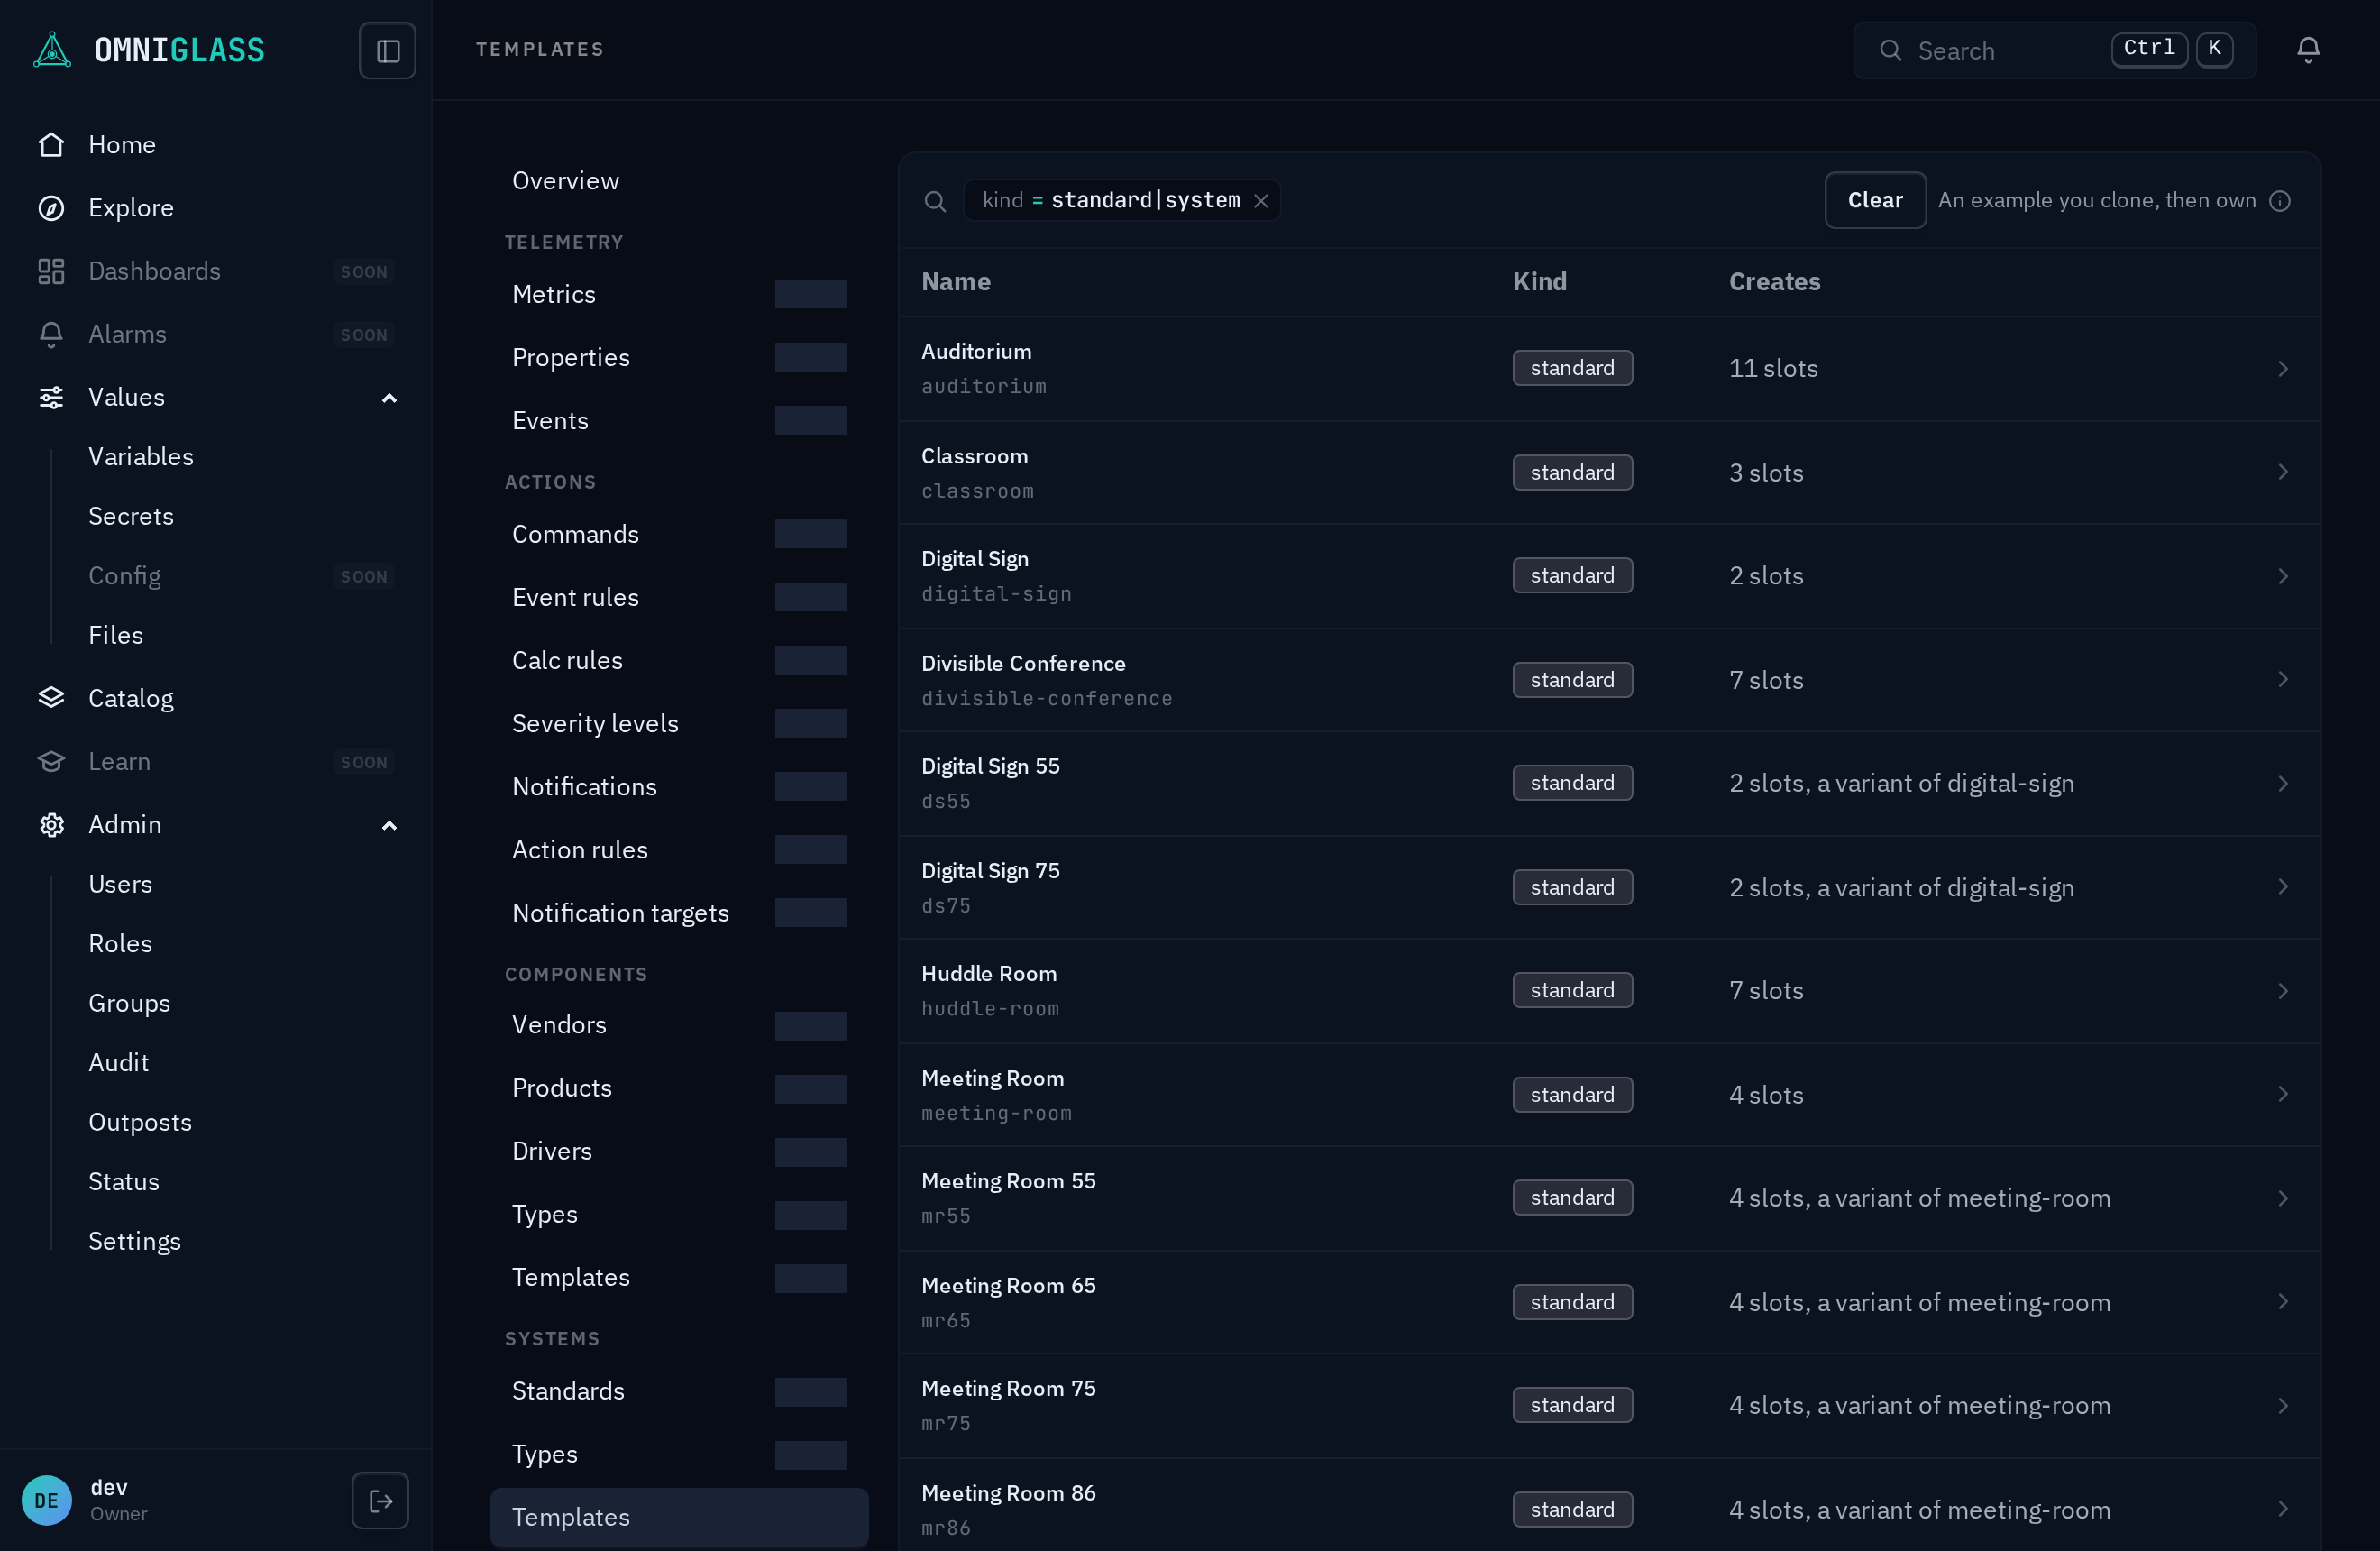 OMNIGLASS
TEMPLATES
Search
Ctrl K
Home
Explore
Dashboards SOON
Alarms SOON
Values
Variables
Secrets
Config SOON
Files
Catalog
Learn SOON
Admin
Users
Roles
Groups
Audit
Outposts
Status
Settings
DE
dev
Owner
Overview
TELEMETRY
Metrics
Properties
Events
ACTIONS
Commands
Event rules
Calc rules
Severity levels
Notifications
Action rules
Notification targets
COMPONENTS
Vendors
Products
Drivers
Types
Templates
SYSTEMS
Standards
Types
Templates
kind = standard|system
Clear
An example you clone, then own
Name Kind Creates
Auditorium
auditorium
standard
11 slots
Classroom
classroom
standard
3 slots
Digital Sign
digital-sign
standard
2 slots
Divisible Conference
divisible-conference
standard
7 slots
Digital Sign 55
ds55
standard
2 slots, a variant of digital-sign
Digital Sign 75
ds75
standard
2 slots, a variant of digital-sign
Huddle Room
huddle-room
standard
7 slots
Meeting Room
meeting-room
standard
4 slots
Meeting Room 55
mr55
standard
4 slots, a variant of meeting-room
Meeting Room 65
mr65
standard
4 slots, a variant of meeting-room
Meeting Room 75
mr75
standard
4 slots, a variant of meeting-room
Meeting Room 86
mr86
standard
4 slots, a variant of meeting-room